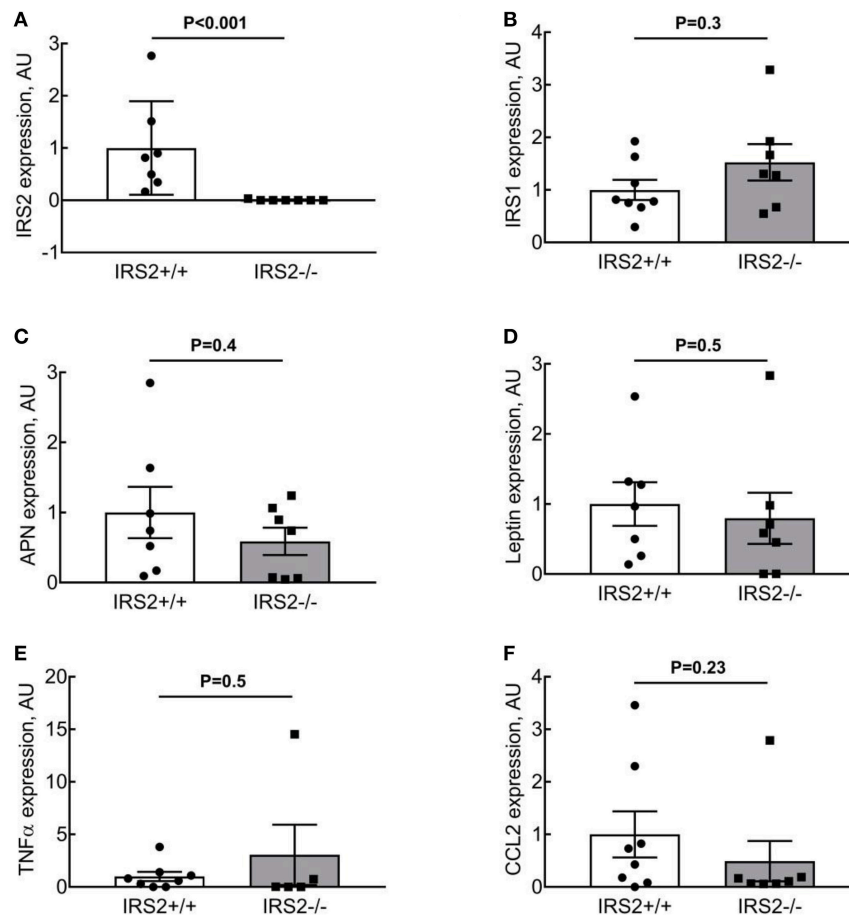 A
P<0.001
IRS2 expression, AU
3
2
1
0
-1
IRS2+/+
IRS2-/-
B
P=0.3
IRS1 expression, AU
4
3
2
1
0
IRS2+/+
IRS2-/-
C
P=0.4
APN expression, AU
3
2
1
0
IRS2+/+
IRS2-/-
D
P=0.5
Leptin expression, AU
3
2
1
0
IRS2+/+
IRS2-/-
E
P=0.5
TNFα expression, AU
20
15
10
5
0
IRS2+/+
IRS2-/-
F
P=0.23
CCL2 expression, AU
4
3
2
1
0
IRS2+/+
IRS2-/-